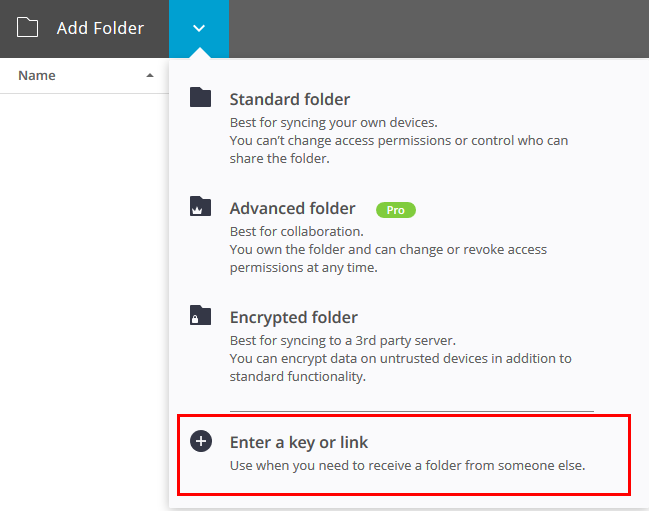 Add Folder
Name
Standard folder
Best for syncing your own devices.
You can't change access permissions or control who can
share the folder.
Advanced folder Pro
Best for collaboration.
You own the folder and can change or revoke access
permissions at any time.
Encrypted folder
Best for syncing to a 3rd party server.
You can encrypt data on untrusted devices in addition to
standard functionality.
Enter a key or link
Use when you need to receive a folder from someone else.